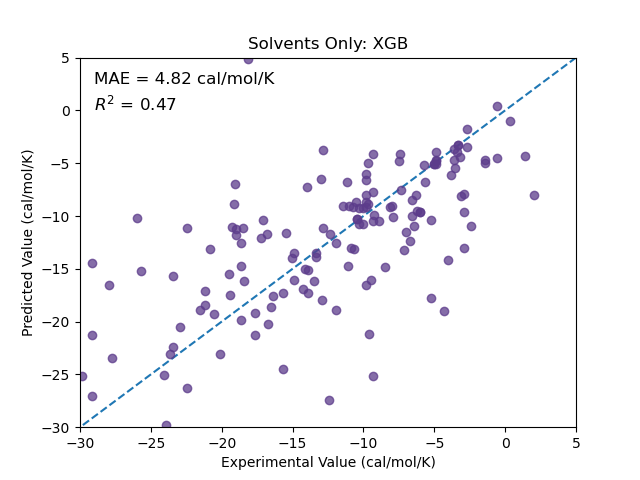 Solvents Only: XGB
MAE = 4.82 cal/mol/K
R² = 0.47
Predicted Value (cal/mol/K)
5
0
−5
−10
−15
−20
−25
−30
−30 −25 −20 −15 −10 −5 0 5
Experimental Value (cal/mol/K)